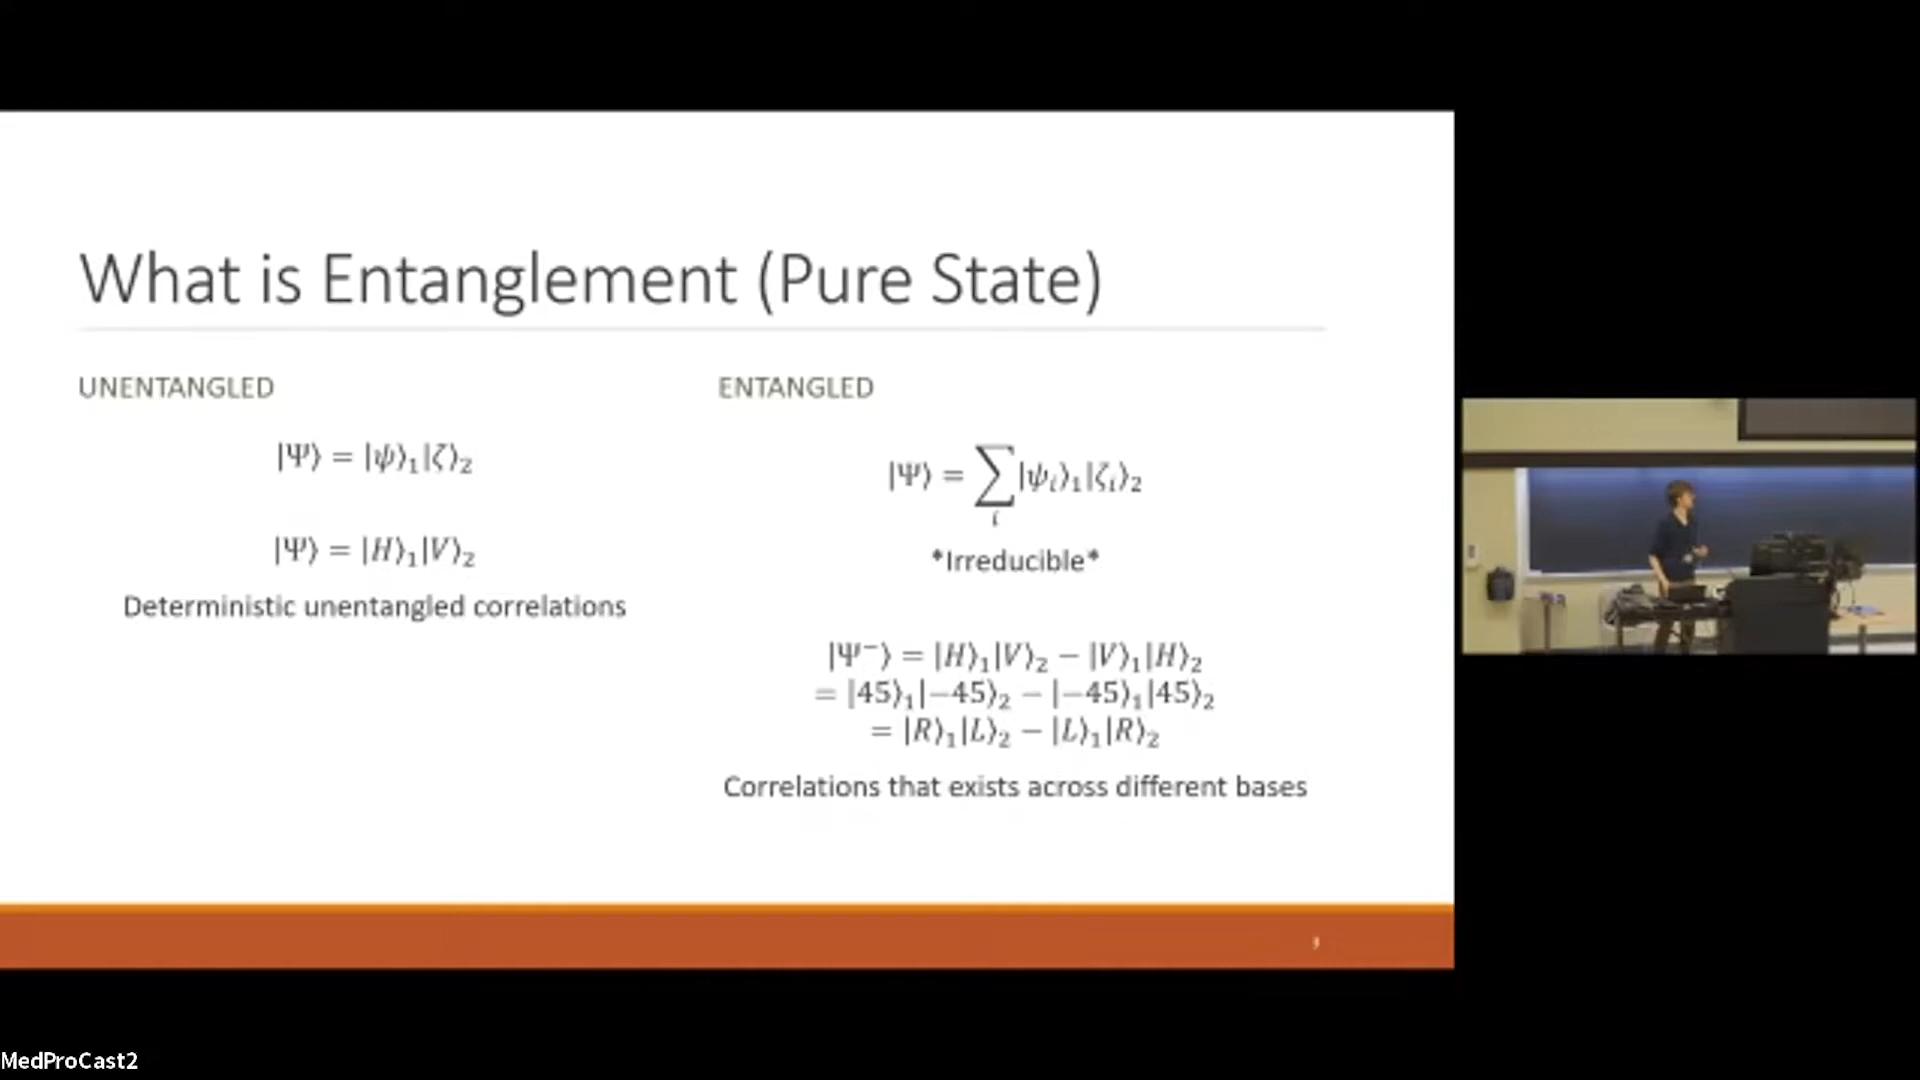 What is Entanglement (Pure State)
UNENTANGLED
|Ψ⟩ = |ψ⟩₁|ζ⟩₂
|Ψ⟩ = |H⟩₁|V⟩₂
Deterministic unentangled correlations
ENTANGLED
|Ψ⟩ = ∑ᵢ|ψᵢ⟩₁|ζᵢ⟩₂
*Irreducible*
|Ψ⁻⟩ = |H⟩₁|V⟩₂ − |V⟩₁|H⟩₂
= |45⟩₁|−45⟩₂ − |−45⟩₁|45⟩₂
= |R⟩₁|L⟩₂ − |L⟩₁|R⟩₂
Correlations that exists across different bases
MedProCast2